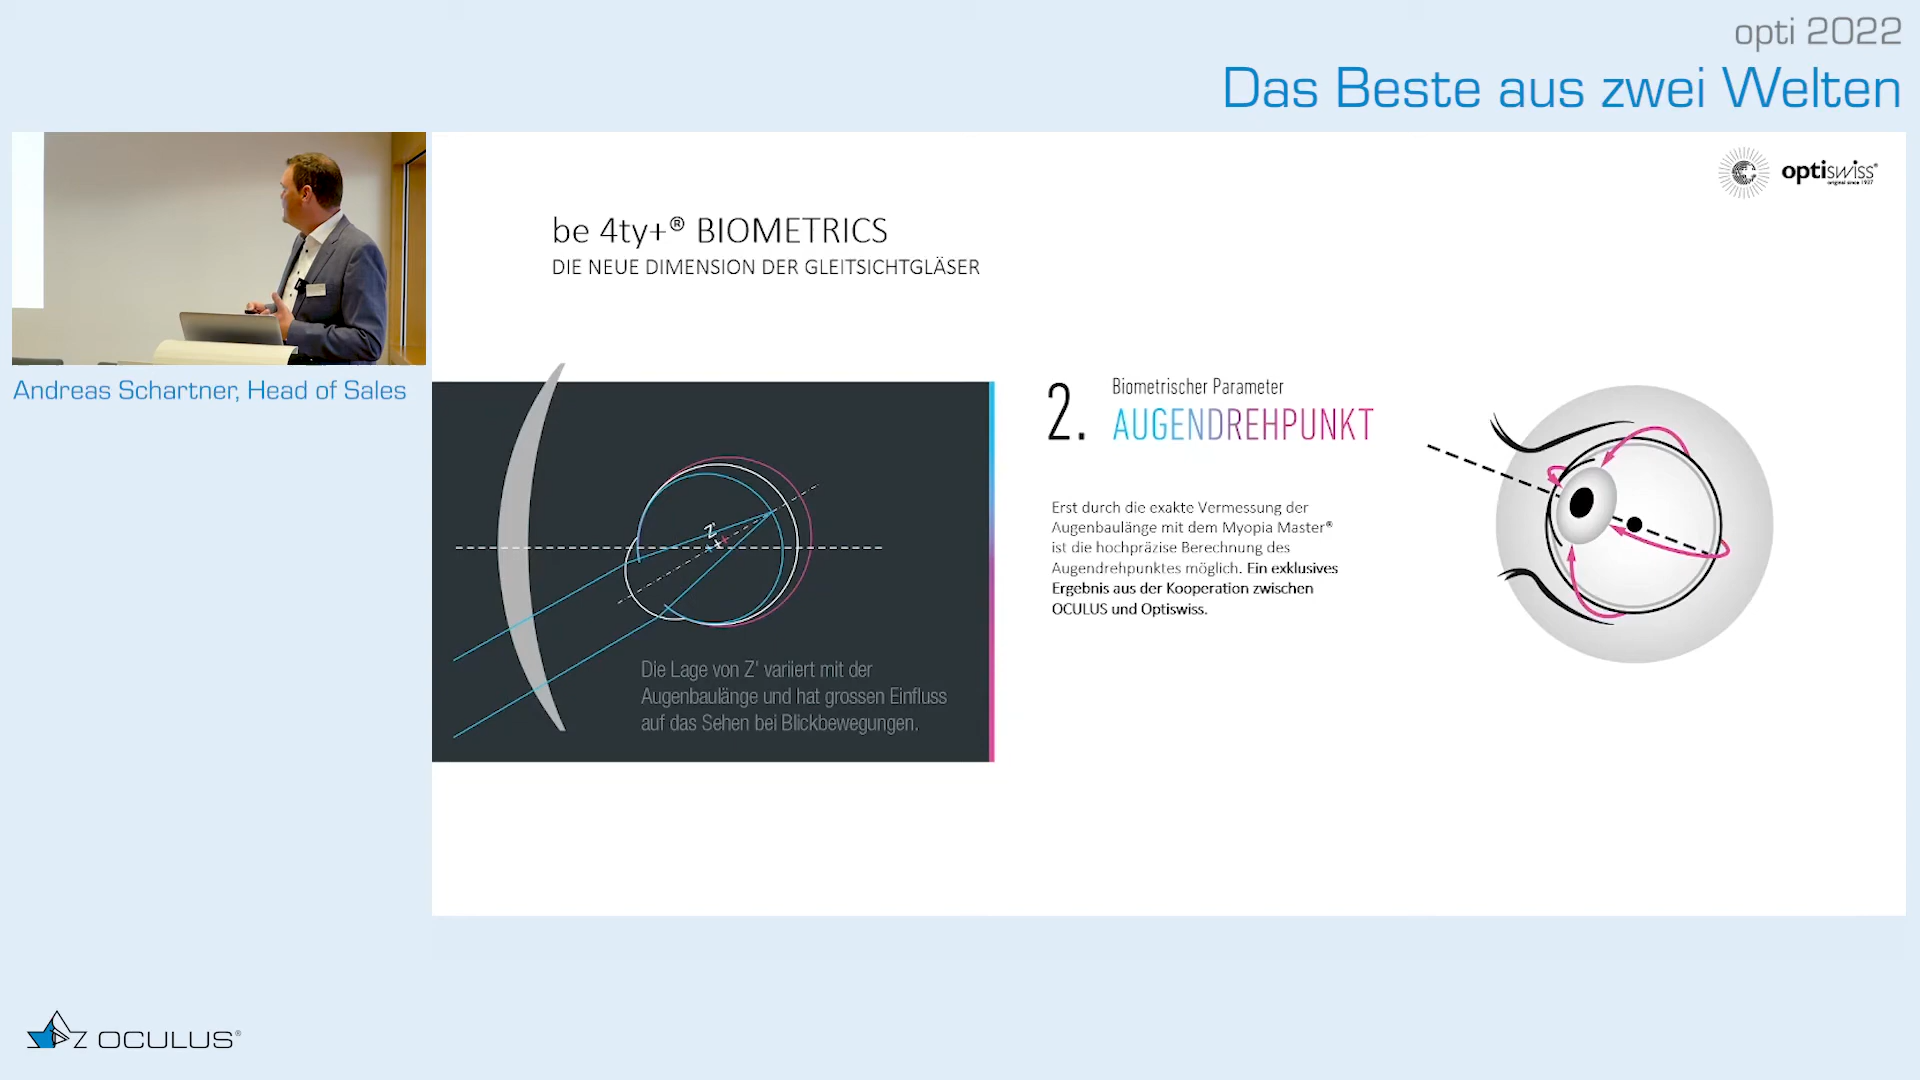 opti 2022
Das Beste aus zwei Welten
optiswiss®
original since 1937
be 4ty+® BIOMETRICS
DIE NEUE DIMENSION DER GLEITSICHTGLÄSER
Andreas Schartner, Head of Sales
2.
Biometrischer Parameter
AUGENDREHPUNKT
Erst durch die exakte Vermessung der
Augenbaulänge mit dem Myopia Master®
ist die hochpräzise Berechnung des
Augendrehpunktes möglich. Ein exklusives
Ergebnis aus der Kooperation zwischen
OCULUS und Optiswiss.
Z'
Die Lage von Z' variiert mit der
Augenbaulänge und hat grossen Einfluss
auf das Sehen bei Blickbewegungen.
OCULUS®